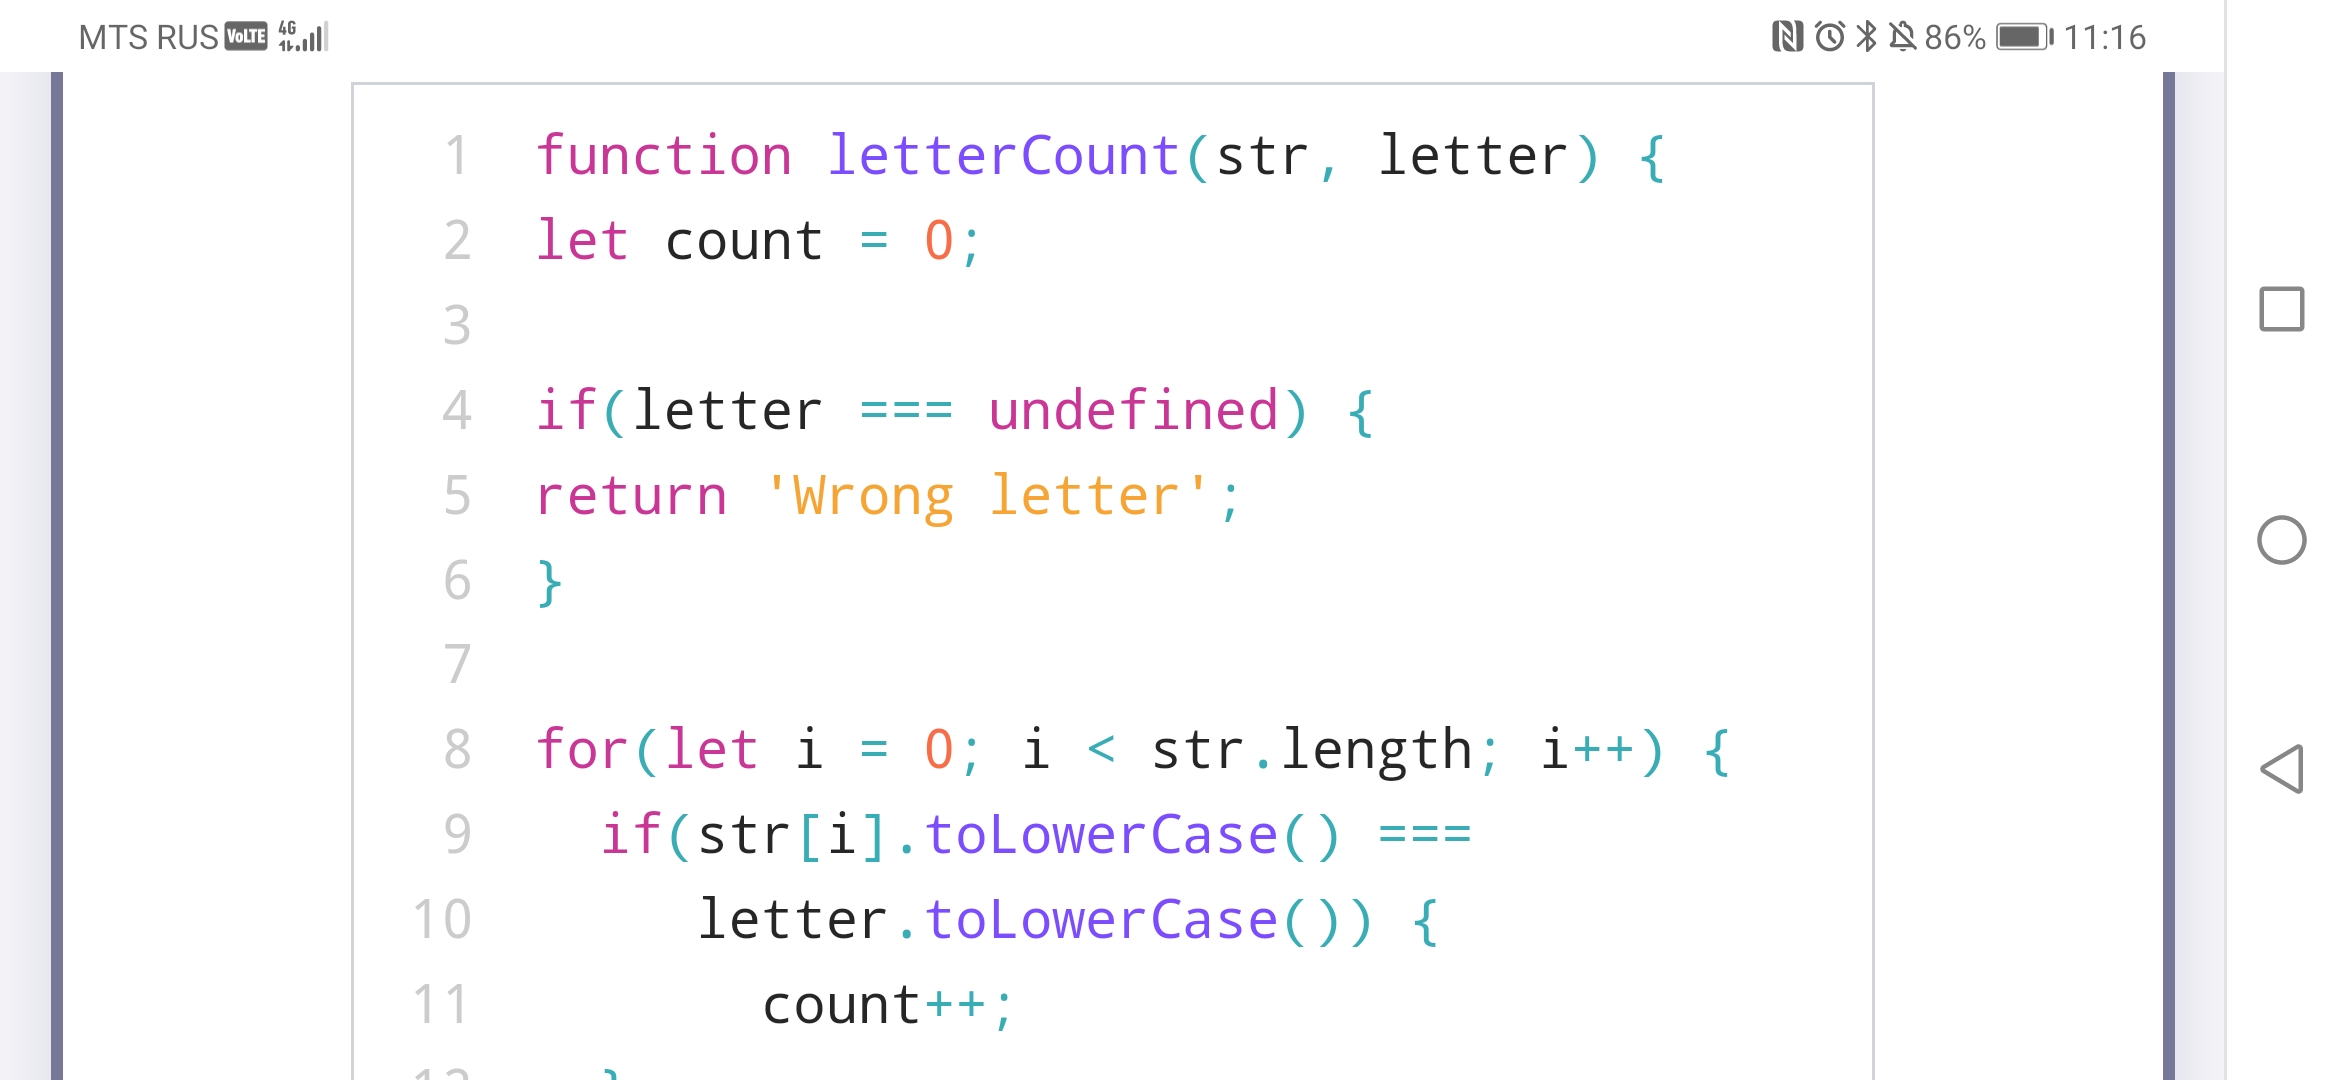 MTS RUS VoLTE 4G 86% 11:16
1 function letterCount(str, letter) {
2 let count = 0;
3
4 if(letter === undefined) {
5 return 'Wrong letter';
6 }
7
8 for(let i = 0; i < str.length; i++) {
9 if(str[i].toLowerCase() ===
10 letter.toLowerCase()) {
11 count++;
12 }